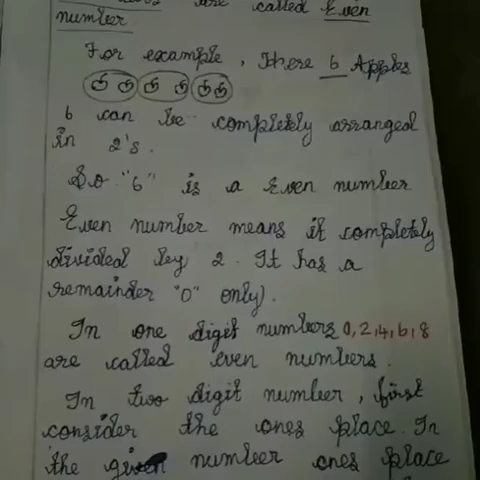 are called Even
number
For example, There 6 Apples
6 can be completely arranged
in 2's.
So "6" is a Even number
Even number means it completely
divided by 2. It has a
remainder "0" only).
In one digit numbers 0,2,4,6,8
are called even numbers.
In two digit number, first
consider the ones place. In
the given number ones place